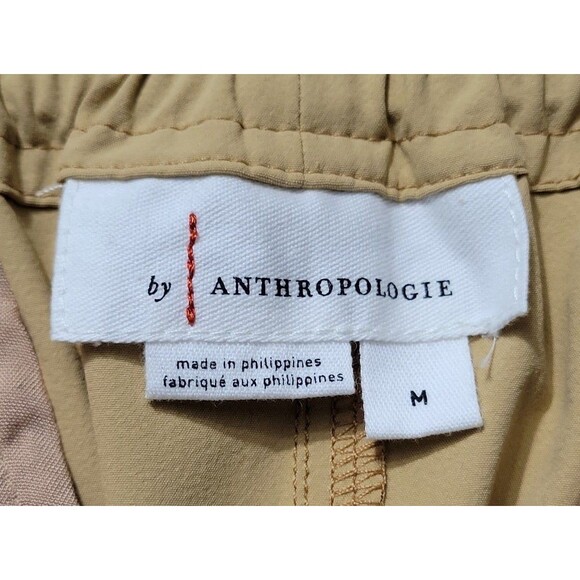 by ANTHROPOLOGIE
made in philippines
fabriqué aux philippines
M